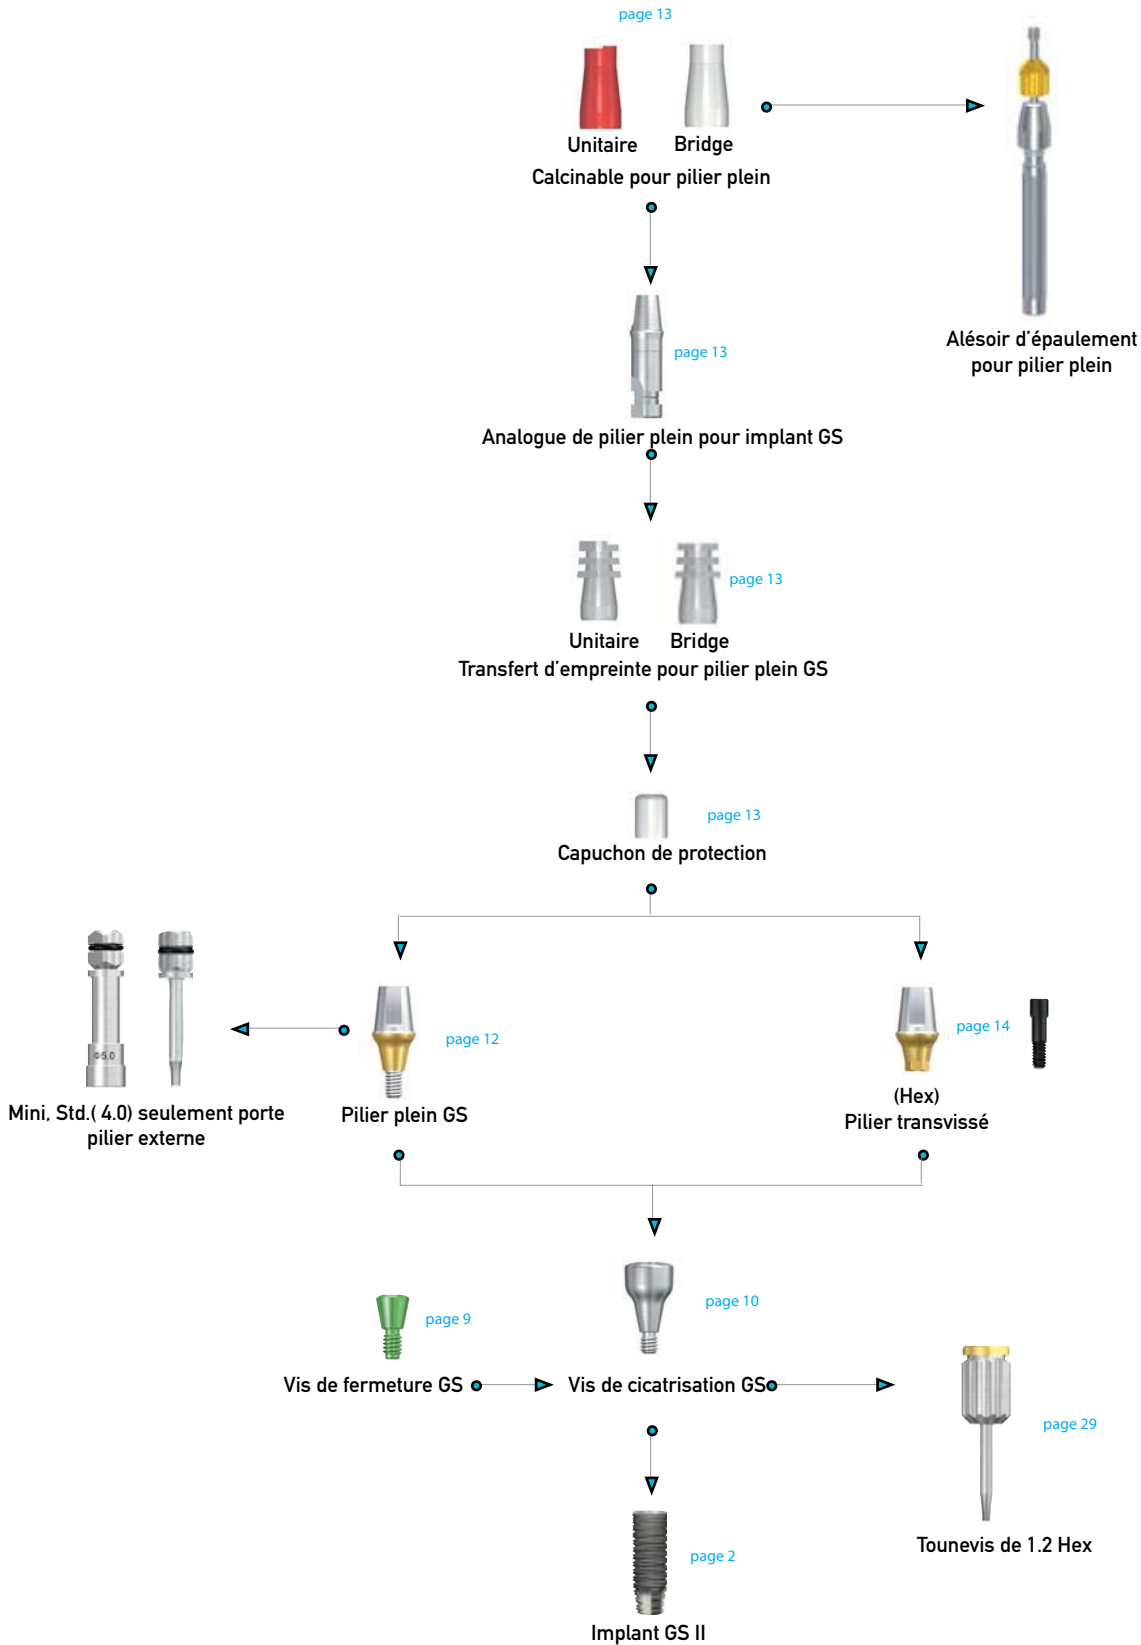 page 13
Unitaire
Bridge
Calcinable pour pilier plein
Alésoir d'épaulement
pour pilier plein
page 13
Analogue de pilier plein pour implant GS
page 13
Unitaire
Bridge
Transfert d'empreinte pour pilier plein GS
page 13
Capuchon de protection
Φ5.0
Mini, Std.( 4.0) seulement porte
pilier externe
page 12
Pilier plein GS
page 14
(Hex)
Pilier transvissé
page 9
Vis de fermeture GS
page 10
Vis de cicatrisation GS
page 29
Tounevis de 1.2 Hex
page 2
Implant GS II